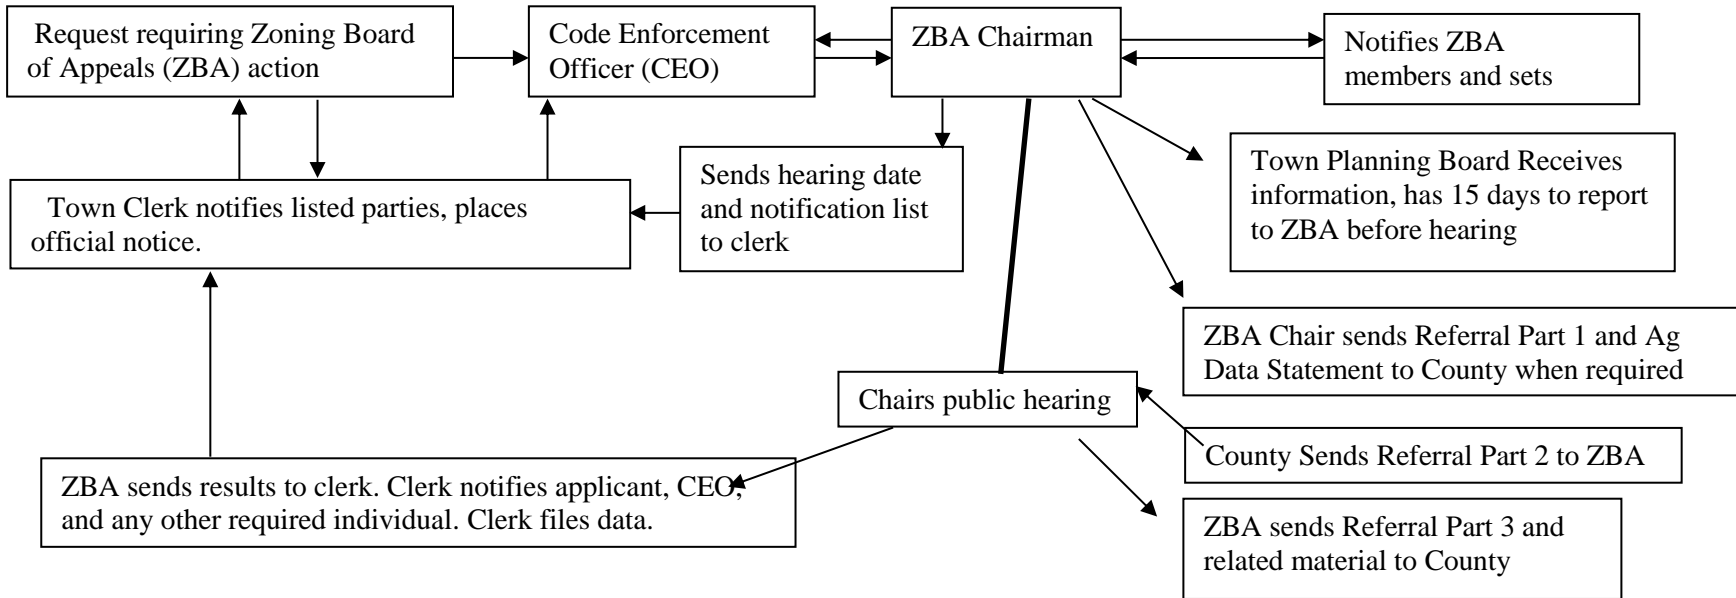 Request requiring Zoning Board
of Appeals (ZBA) action
Code Enforcement
Officer (CEO)
ZBA Chairman
Notifies ZBA
members and sets
Town Clerk notifies listed parties, places
official notice.
Sends hearing date
and notification list
to clerk
Town Planning Board Receives
information, has 15 days to report
to ZBA before hearing
ZBA Chair sends Referral Part 1 and Ag
Data Statement to County when required
Chairs public hearing
County Sends Referral Part 2 to ZBA
ZBA sends results to clerk. Clerk notifies applicant, CEO,
and any other required individual. Clerk files data.
ZBA sends Referral Part 3 and
related material to County